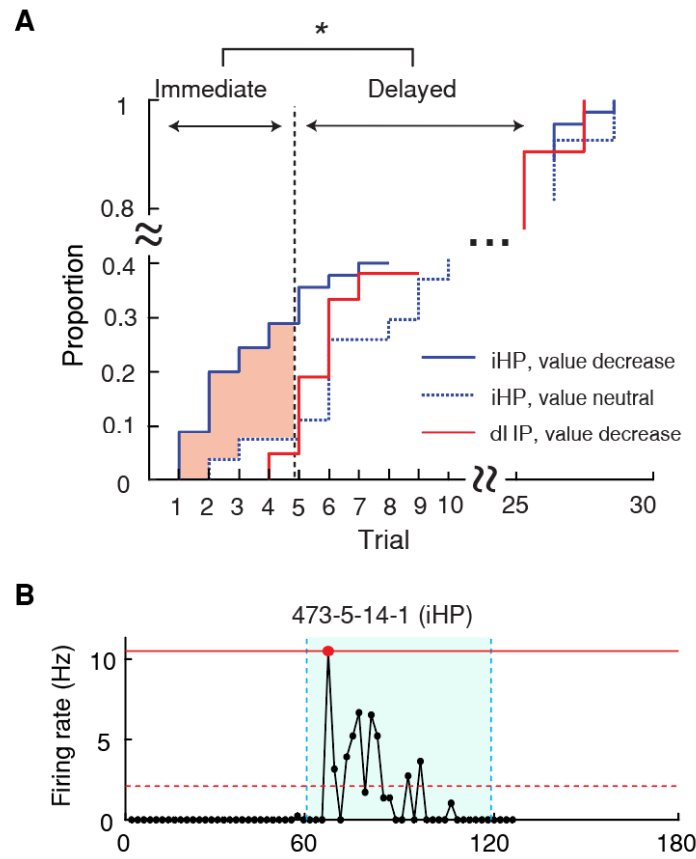 A
*
Immediate
Delayed
1
0.8
0.4
0.3
0.2
0.1
0
Proportion
...
iHP, value decrease
iHP, value neutral
dl IP, value decrease
1 2 3 4 5 6 7 8 9 10 25 30
Trial
B
473-5-14-1 (iHP)
10
5
0
Firing rate (Hz)
0 60 120 180